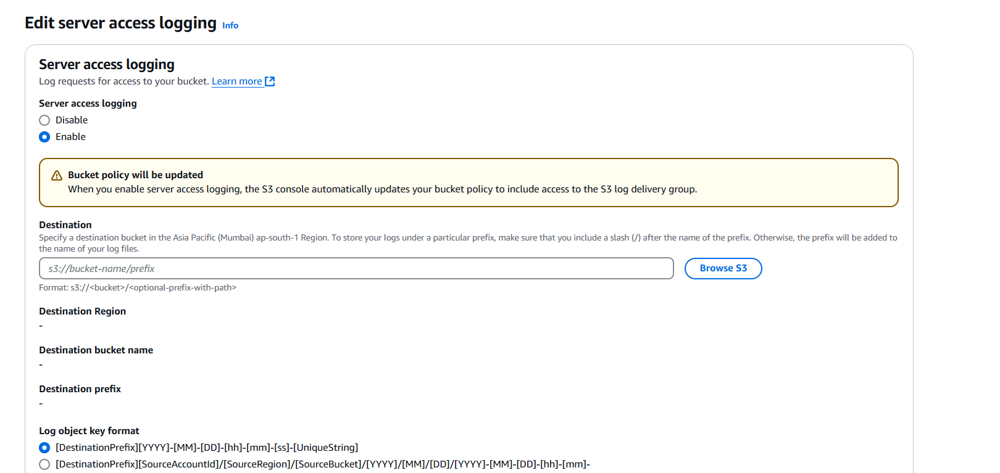 Edit server access logging Info
Server access logging
Log requests for access to your bucket. Learn more
Server access logging
Disable
Enable
Bucket policy will be updated
When you enable server access logging, the S3 console automatically updates your bucket policy to include access to the S3 log delivery group.
Destination
Specify a destination bucket in the Asia Pacific (Mumbai) ap-south-1 Region. To store your logs under a particular prefix, make sure that you include a slash (/) after the name of the prefix. Otherwise, the prefix will be added to
the name of your log files.
s3://bucket-name/prefix
Browse S3
Format: s3://<bucket>/<optional-prefix-with-path>
Destination Region
-
Destination bucket name
-
Destination prefix
-
Log object key format
[DestinationPrefix][YYYY]-[MM]-[DD]-[hh]-[mm]-[ss]-[UniqueString]
[DestinationPrefix][SourceAccountId]/[SourceRegion]/[SourceBucket]/[YYYY]/[MM]/[DD]/[YYYY]-[MM]-[DD]-[hh]-[mm]-